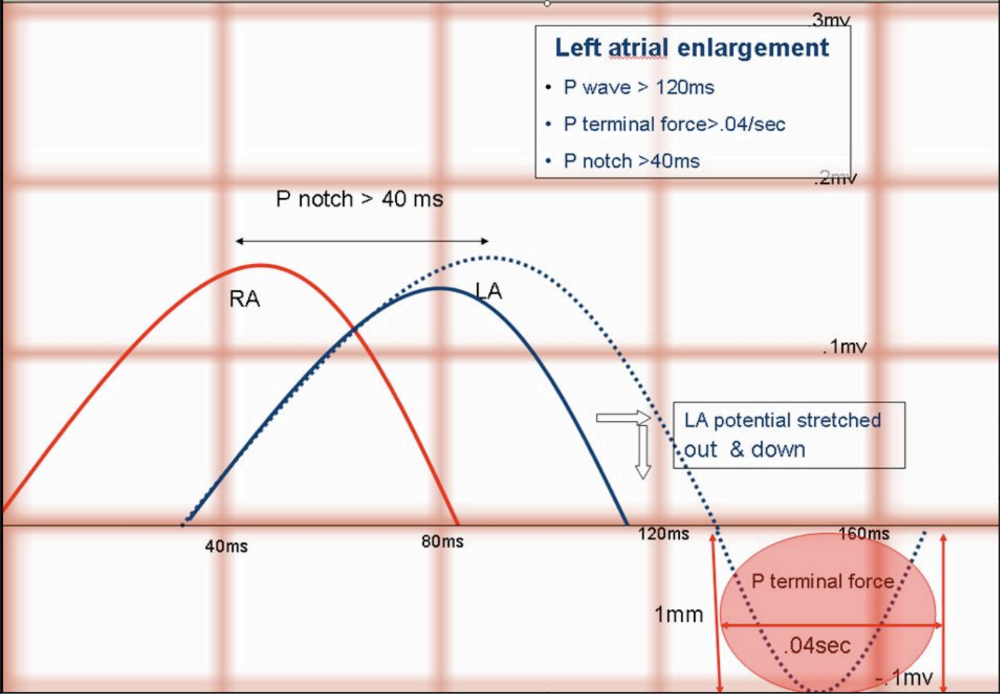 .3mv
Left atrial enlargement
• P wave > 120ms
• P terminal force>.04/sec
• P notch >40ms
.2mv
P notch > 40 ms
RA
LA
.1mv
LA potential stretched
out & down
40ms
80ms
120ms
160ms
P terminal force
1mm
.04sec
-.1mv